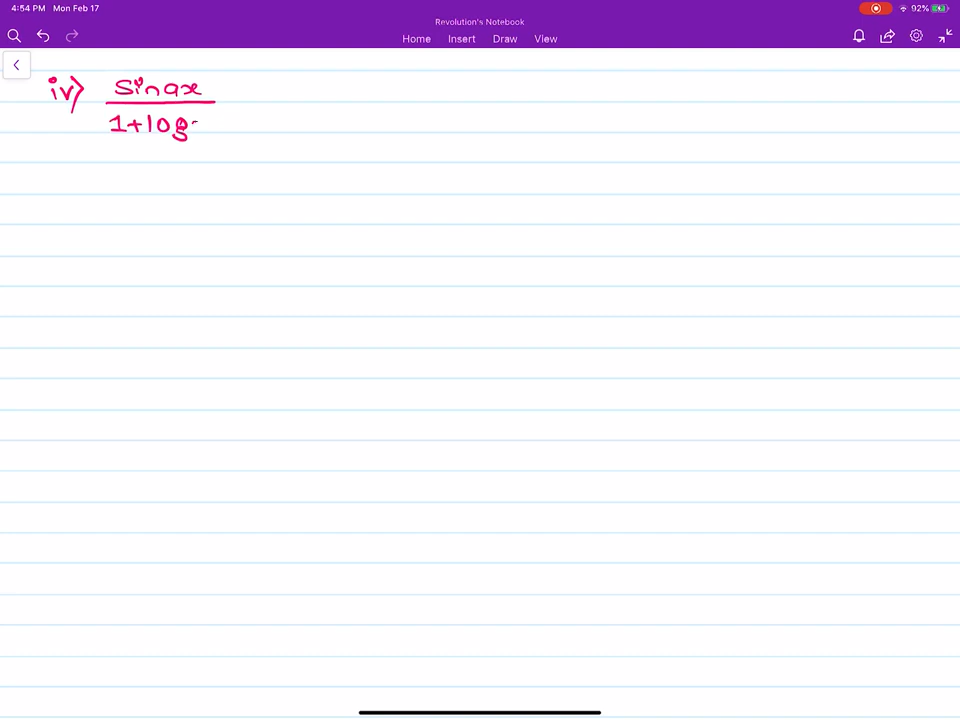 4:54 PM Mon Feb 17
92%
Revolution's Notebook
Home Insert Draw View
iv) sinax
1+log